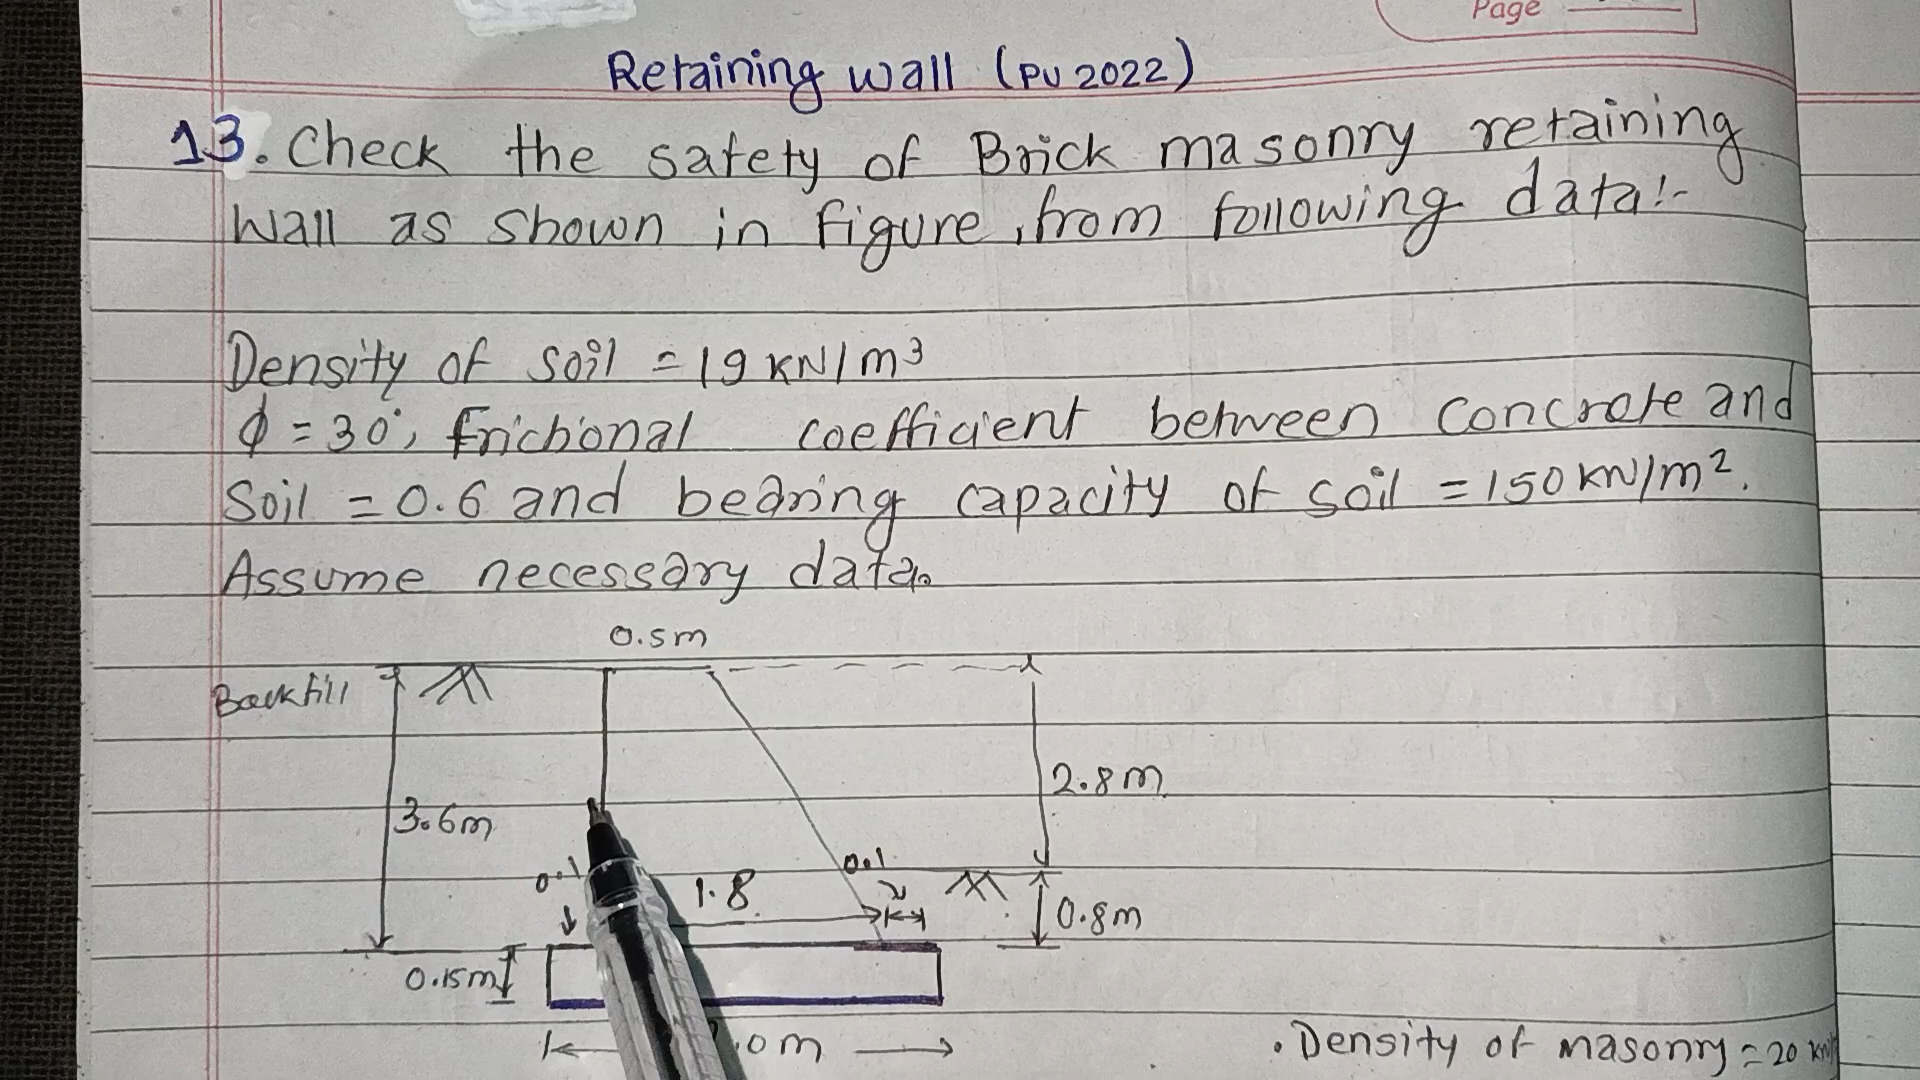 Page
Retaining wall (PU 2022)
13. Check the safety of Brick masonry retaining
Wall as shown in figure, from following data:-
Density of soil = 19 KN/m3
ϕ = 30°, frictional coefficient between concrete and
Soil = 0.6 and bearing capacity of soil = 150 kN/m2.
Assume necessary data.
0.5m
Backfill
2.8m
3.6m
0.1
0.1
1.8
0.8m
0.15m
.0m
. Density of masonry = 20